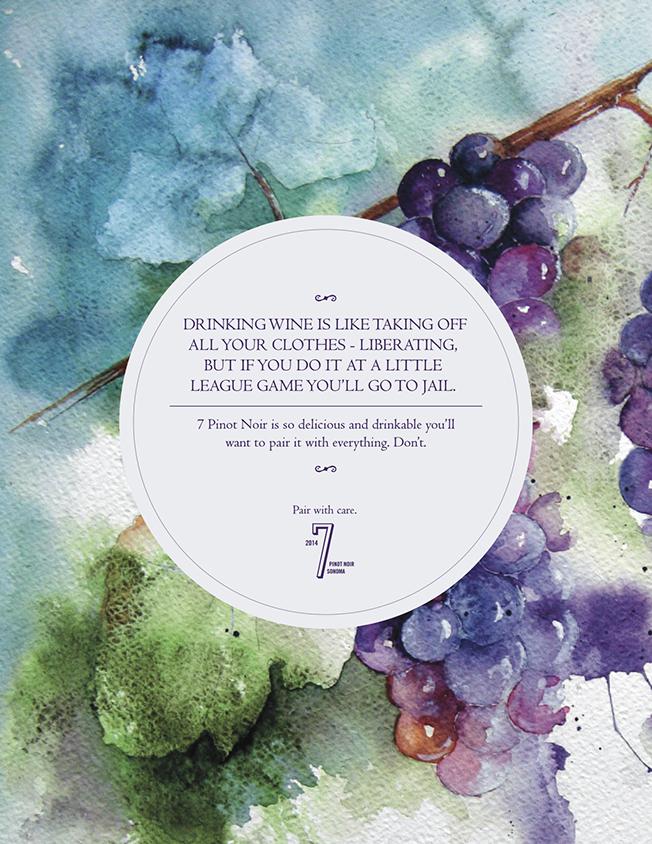 DRINKING WINE IS LIKE TAKING OFF
ALL YOUR CLOTHES - LIBERATING,
BUT IF YOU DO IT AT A LITTLE
LEAGUE GAME YOU'LL GO TO JAIL.
7 Pinot Noir is so delicious and drinkable you'll
want to pair it with everything. Don't.
Pair with care.
2014 7
PINOT NOIR
SONOMA